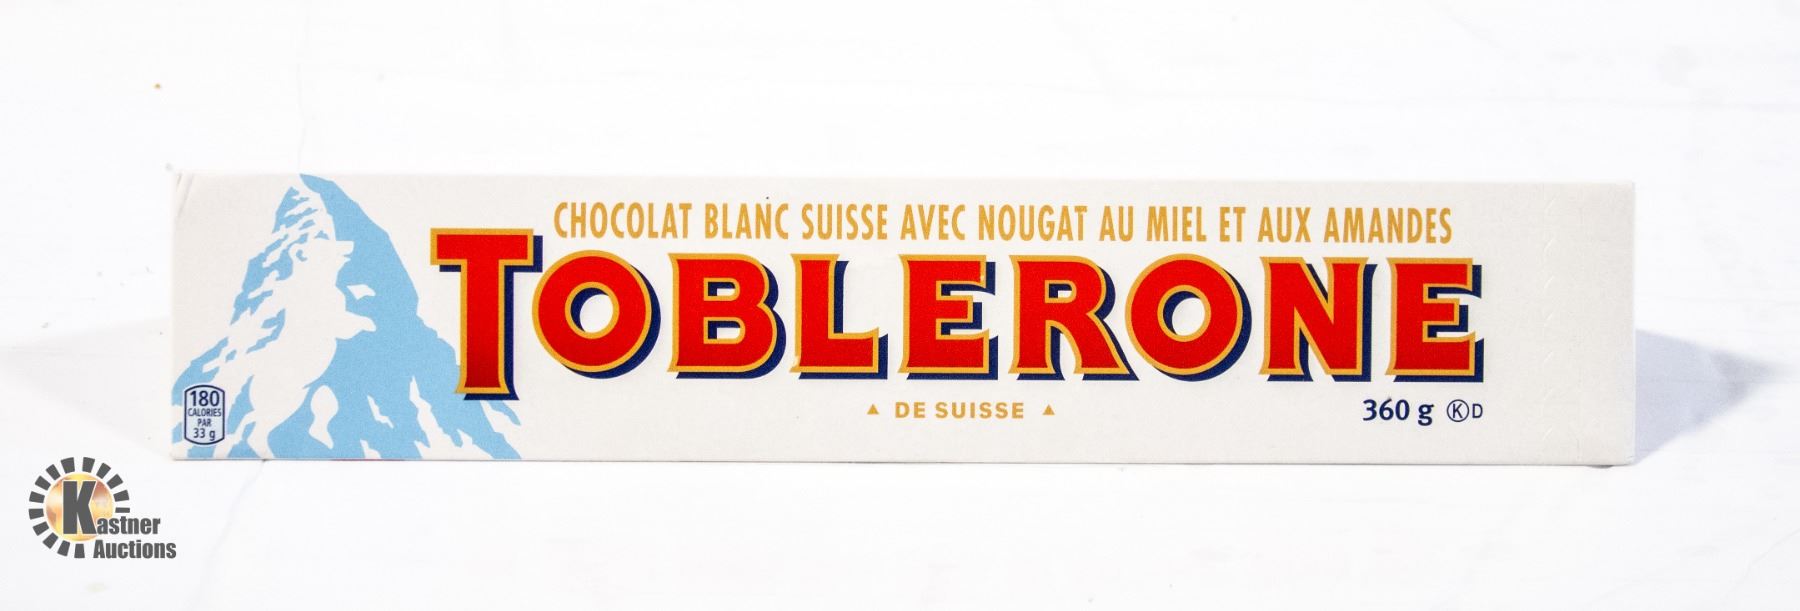 CHOCOLAT BLANC SUISSE AVEC NOUGAT AU MIEL ET AUX AMANDES
TOBLERONE
▲ DE SUISSE ▲
360 g Ⓚ D
180
CALORIES
PAR
33 g
Kastner
Auctions